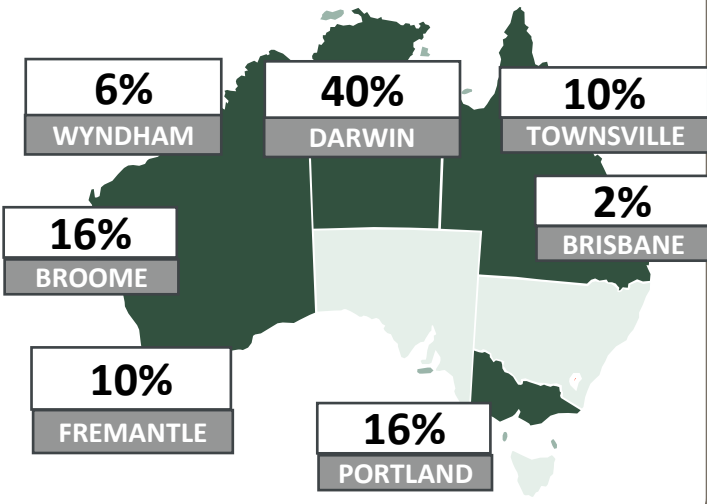 6%
WYNDHAM
40%
DARWIN
10%
TOWNSVILLE
2%
BRISBANE
16%
BROOME
10%
FREMANTLE
16%
PORTLAND